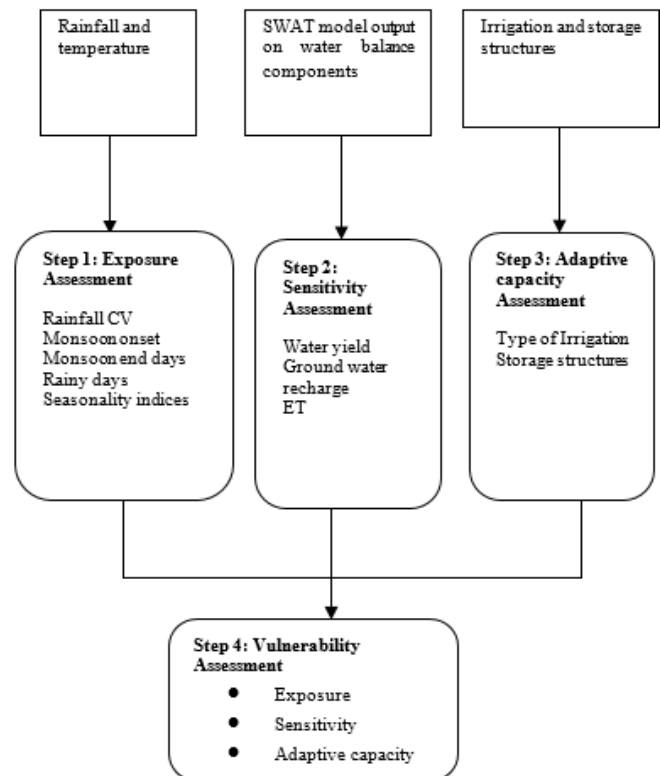 Rainfall and
temperature
SWAT model output
on water balance
components
Irrigation and storage
structures
Step 1: Exposure
Assessment
Rainfall CV
Monsoon onset
Monsoon end days
Rainy days
Seasonality indices
Step 2:
Sensitivity
Assessment
Water yield
Ground water
recharge
ET
Step 3: Adaptive
capacity
Assessment
Type of Irrigation
Storage structures
Step 4: Vulnerability
Assessment
● Exposure
● Sensitivity
● Adaptive capacity